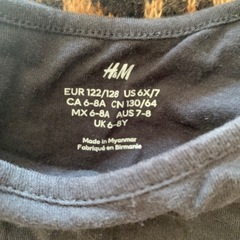 H&M
EUR 122/128 US 6X/7
CA 6-8A CN 130/64
MX 6-8A AUS 7-8
UK 6-8Y
Made in Myanmar
Fabriqué en Birmanie